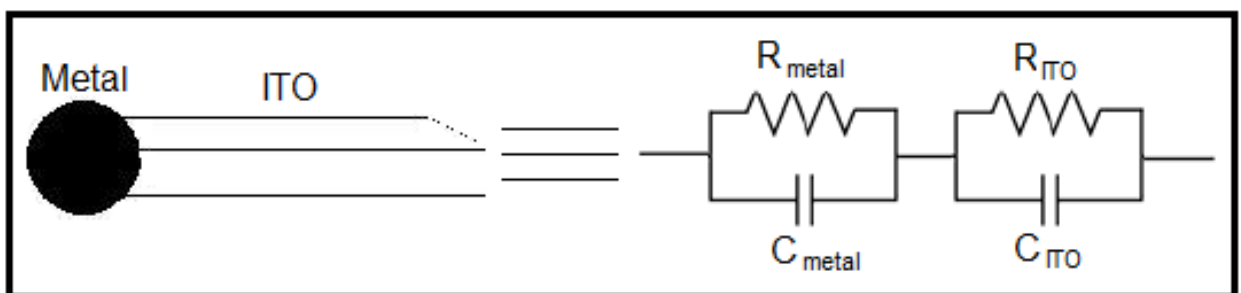 Metal
ITO
R metal
R ITO
C metal
C ITO